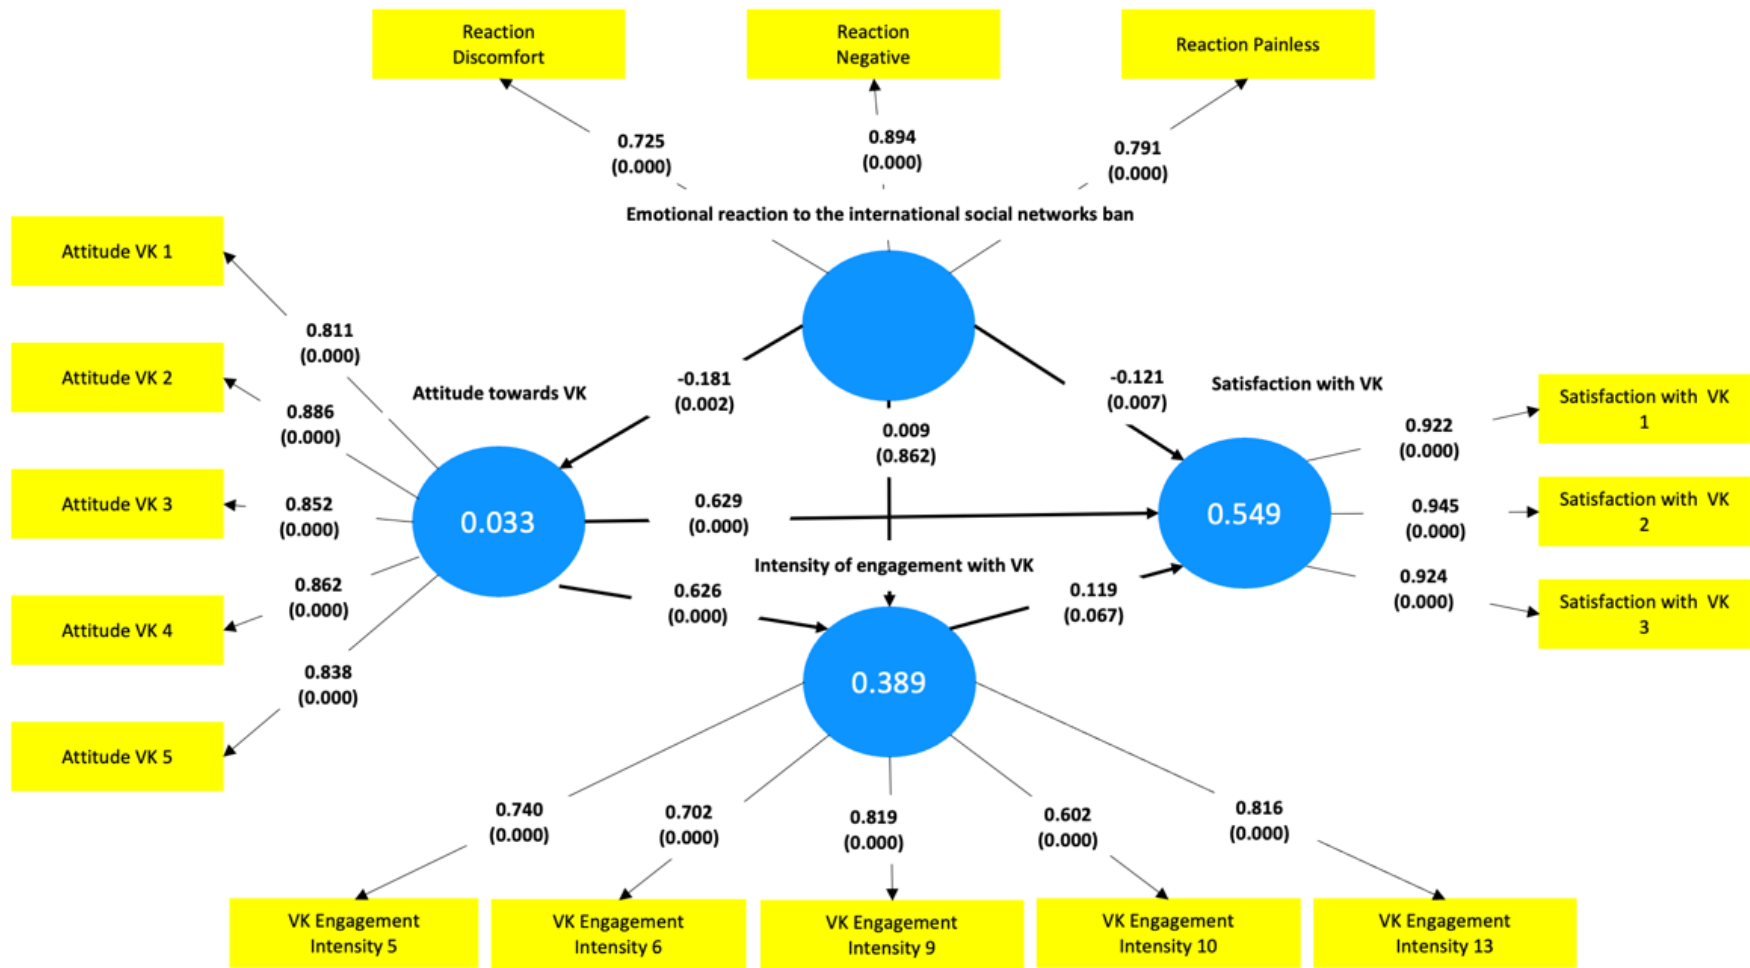 Reaction
Discomfort
Reaction
Negative
Reaction Painless
0.725
(0.000)
0.894
(0.000)
0.791
(0.000)
Emotional reaction to the international social networks ban
Attitude VK 1
0.811
(0.000)
Attitude VK 2
0.886
(0.000)
Attitude VK 3
0.852
(0.000)
Attitude VK 4
0.862
(0.000)
Attitude VK 5
0.838
(0.000)
Attitude towards VK
0.033
-0.181
(0.002)
0.009
(0.862)
-0.121
(0.007)
0.629
(0.000)
0.626
(0.000)
Intensity of engagement with VK
0.389
0.119
(0.067)
Satisfaction with VK
0.549
0.922
(0.000)
Satisfaction with VK
1
0.945
(0.000)
Satisfaction with VK
2
0.924
(0.000)
Satisfaction with VK
3
0.740
(0.000)
0.702
(0.000)
0.819
(0.000)
0.602
(0.000)
0.816
(0.000)
VK Engagement
Intensity 5
VK Engagement
Intensity 6
VK Engagement
Intensity 9
VK Engagement
Intensity 10
VK Engagement
Intensity 13